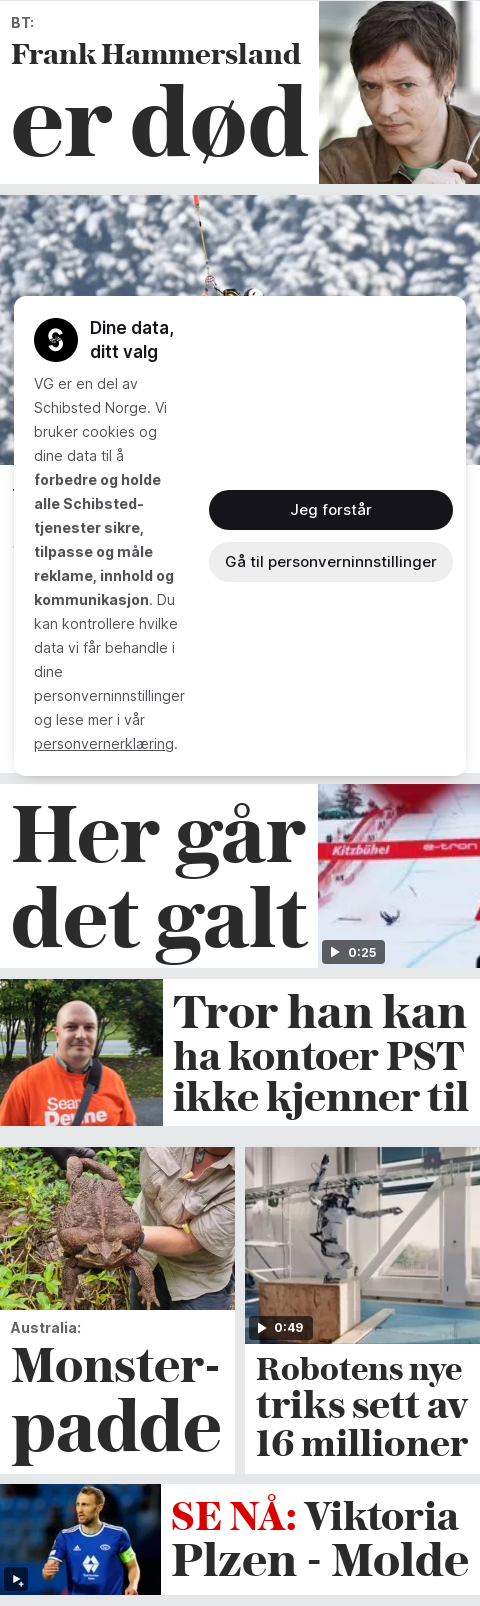 BT:
Frank Hammersland
er død
Dine data,
ditt valg
VG er en del av
Schibsted Norge. Vi
bruker cookies og
dine data til å
forbedre og holde
alle Schibsted-
tjenester sikre,
tilpasse og måle
reklame, innhold og
kommunikasjon. Du
kan kontrollere hvilke
data vi får behandle i
dine
personverninnstillinger
og lese mer i vår
personvernerklæring.
Jeg forstår
Gå til personverninnstillinger
Her går
det galt
Kitzbühel
e-tron
0:25
Tror han kan
ha kontoer PST
ikke kjenner til
Australia:
Monster-
padde
0:49
Robotens nye
triks sett av
16 millioner
SE NÅ: Viktoria
Plzen - Molde